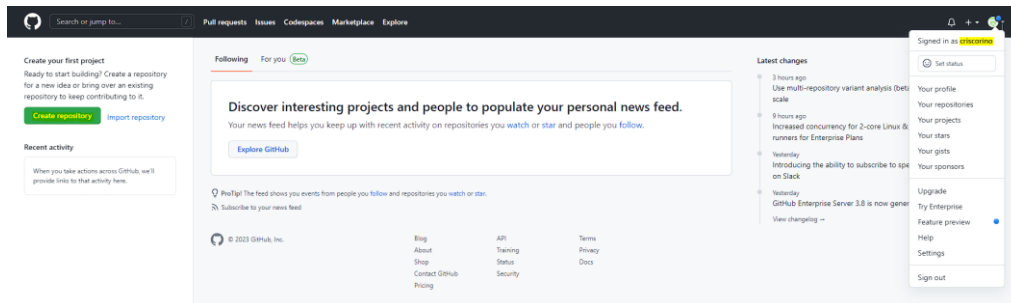 Search or jump to... /
Pull requests Issues Codespaces Marketplace Explore
Create your first project
Ready to start building? Create a repository
for a new idea or bring over an existing
repository to keep contributing to it.
Create repository Import repository
Recent activity
When you take actions across GitHub, we'll
provide links to that activity here.
Following For you Beta
Discover interesting projects and people to populate your personal news feed.
Your news feed helps you keep up with recent activity on repositories you watch or star and people you follow.
Explore GitHub
ProTip! The feed shows you events from people you follow and repositories you watch or star.
Subscribe to your news feed
© 2023 GitHub, Inc.
Blog
About
Shop
Contact GitHub
Pricing
API
Training
Status
Security
Terms
Privacy
Docs
Latest changes
3 hours ago
Use multi-repository variant analysis (beta
scale
9 hours ago
Increased concurrency for 2-core Linux &
runners for Enterprise Plans
Yesterday
Introducing the ability to subscribe to spe
on Slack
Yesterday
GitHub Enterprise Server 3.8 is now gener
View changelog →
Signed in as criscorino
Set status
Your profile
Your repositories
Your projects
Your stars
Your gists
Your sponsors
Upgrade
Try Enterprise
Feature preview
Help
Settings
Sign out